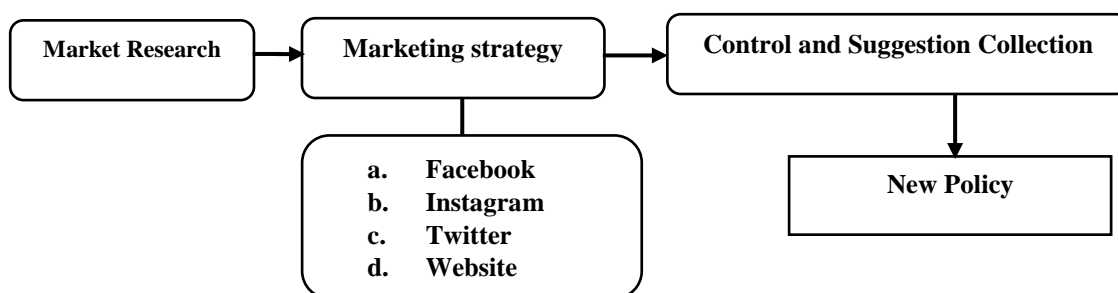 Market Research
Marketing strategy
Control and Suggestion Collection
a. Facebook
b. Instagram
c. Twitter
d. Website
New Policy